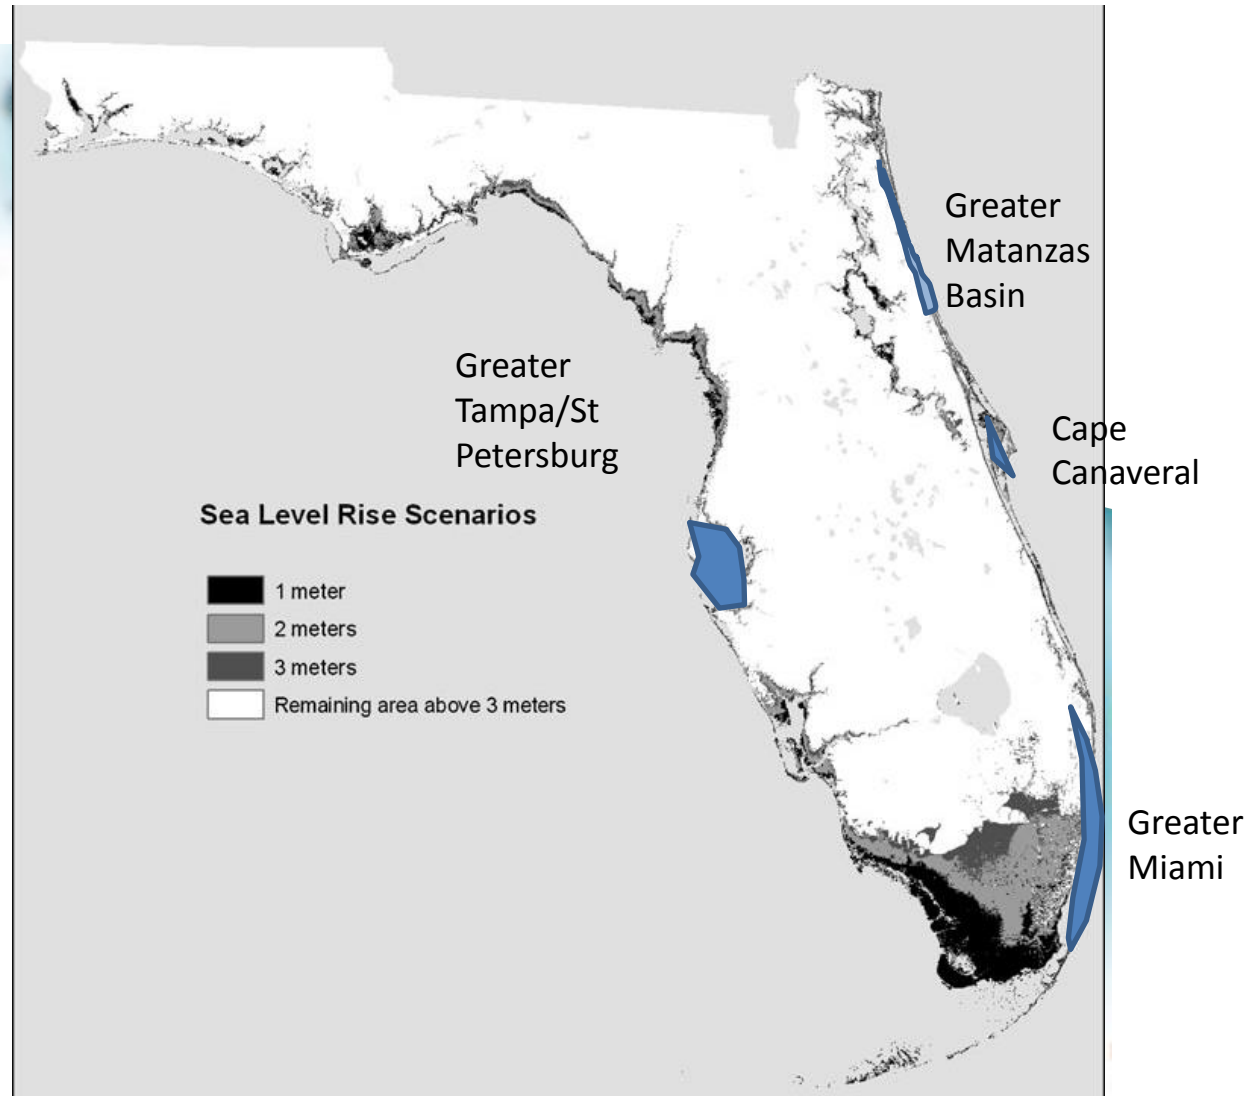 Greater
Matanzas
Basin
Greater
Tampa/St
Petersburg
Cape
Canaveral
Sea Level Rise Scenarios
1 meter
2 meters
3 meters
Remaining area above 3 meters
Greater
Miami